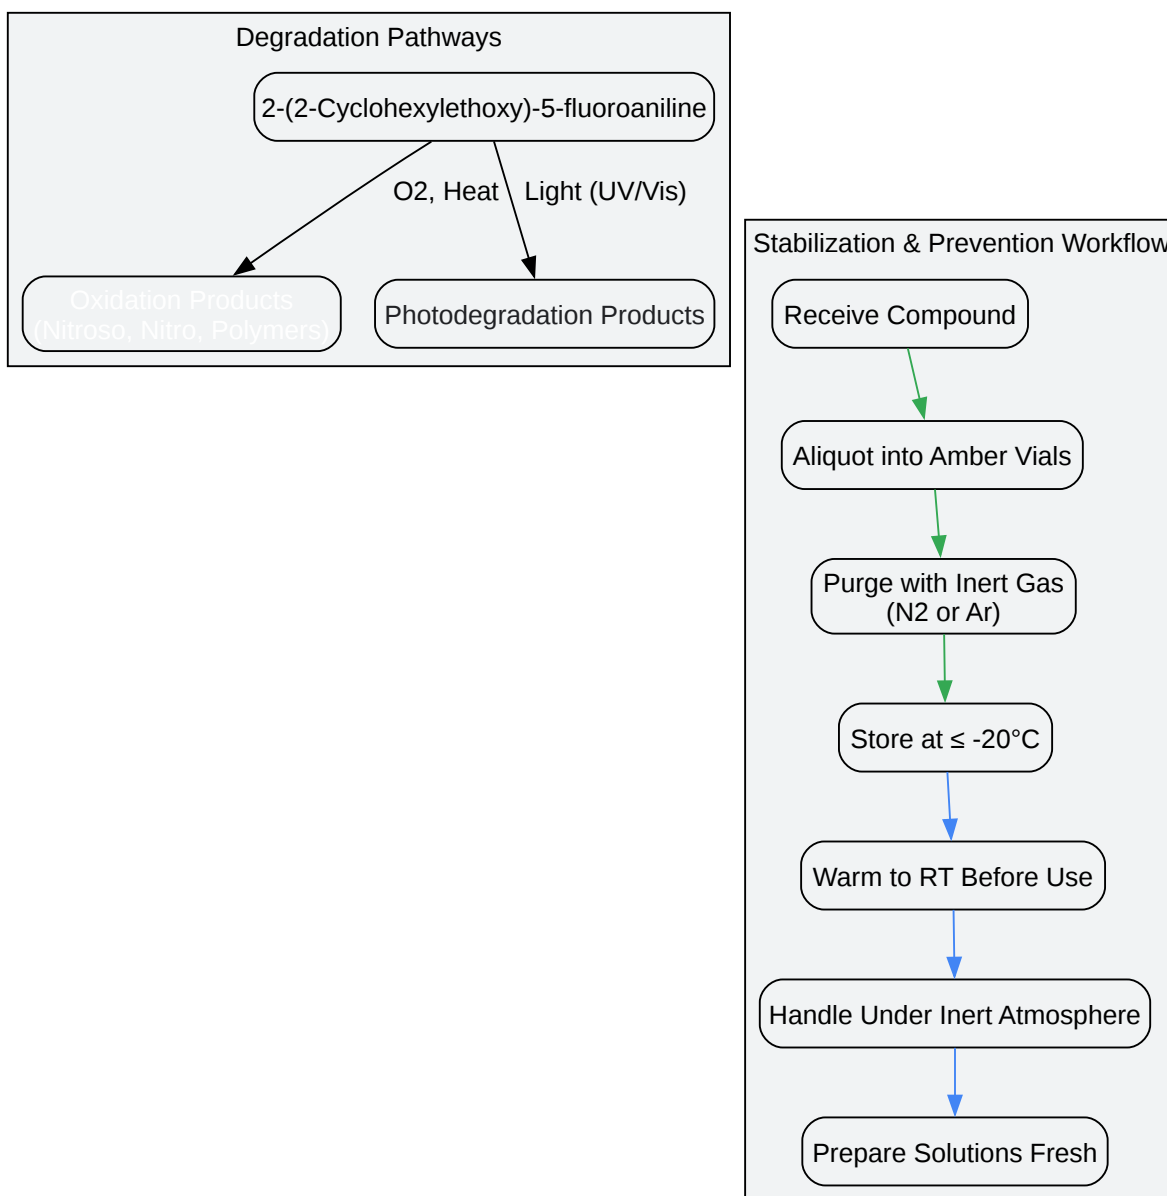 Degradation Pathways
2-(2-Cyclohexylethoxy)-5-fluoroaniline
O2, Heat
Light (UV/Vis)
Oxidation Products
(Nitroso, Nitro, Polymers)
Photodegradation Products
Stabilization & Prevention Workflow
Receive Compound
Aliquot into Amber Vials
Purge with Inert Gas
(N2 or Ar)
Store at ≤ -20°C
Warm to RT Before Use
Handle Under Inert Atmosphere
Prepare Solutions Fresh